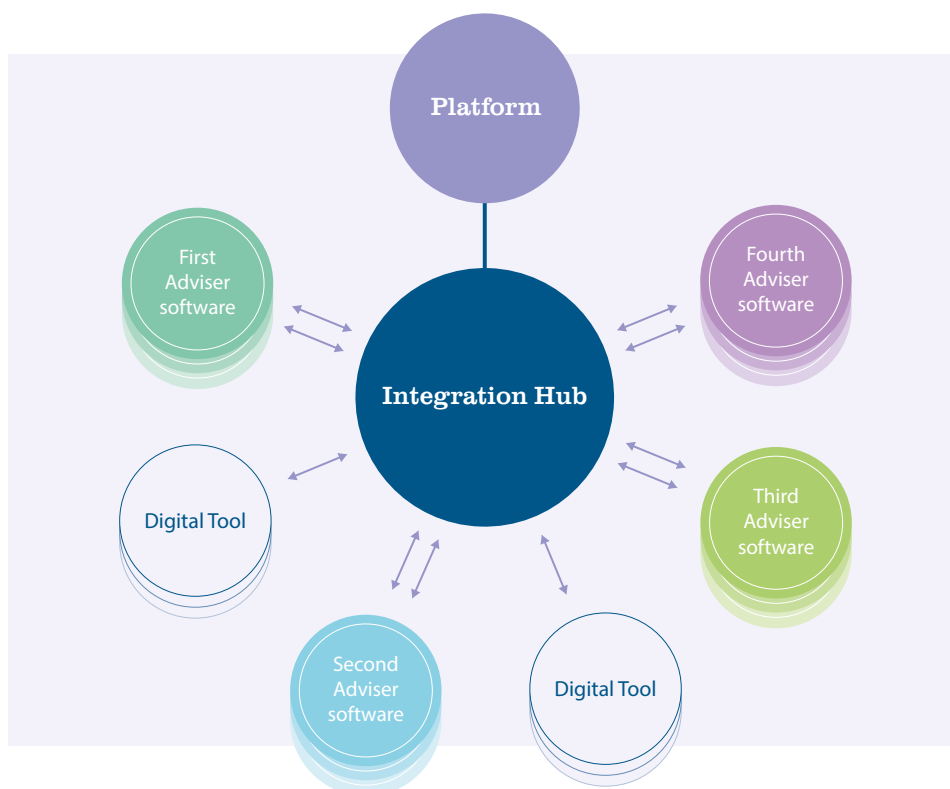 Platform
First
Adviser
software
Fourth
Adviser
software
Integration Hub
Digital Tool
Third
Adviser
software
Second
Adviser
software
Digital Tool